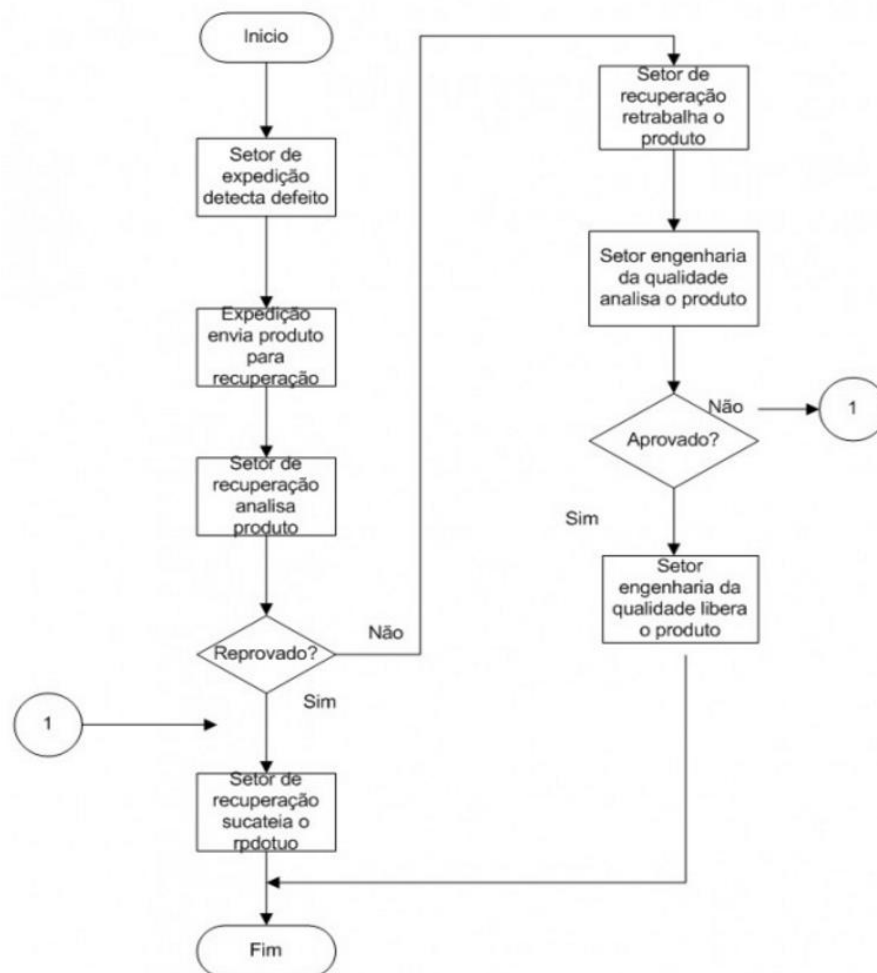 Inicio
Setor de
expedição
detecta defeito
Expedição
envia produto
para
recuperação
Setor de
recuperação
analisa
produto
Reprovado?
Não
Sim
1
Setor de
recuperação
sucateia o
rpdotuo
Fim
Setor de
recuperação
retrabalha o
produto
Setor engenharia
da qualidade
analisa o produto
Aprovado?
Não
1
Sim
Setor
engenharia da
qualidade libera
o produto